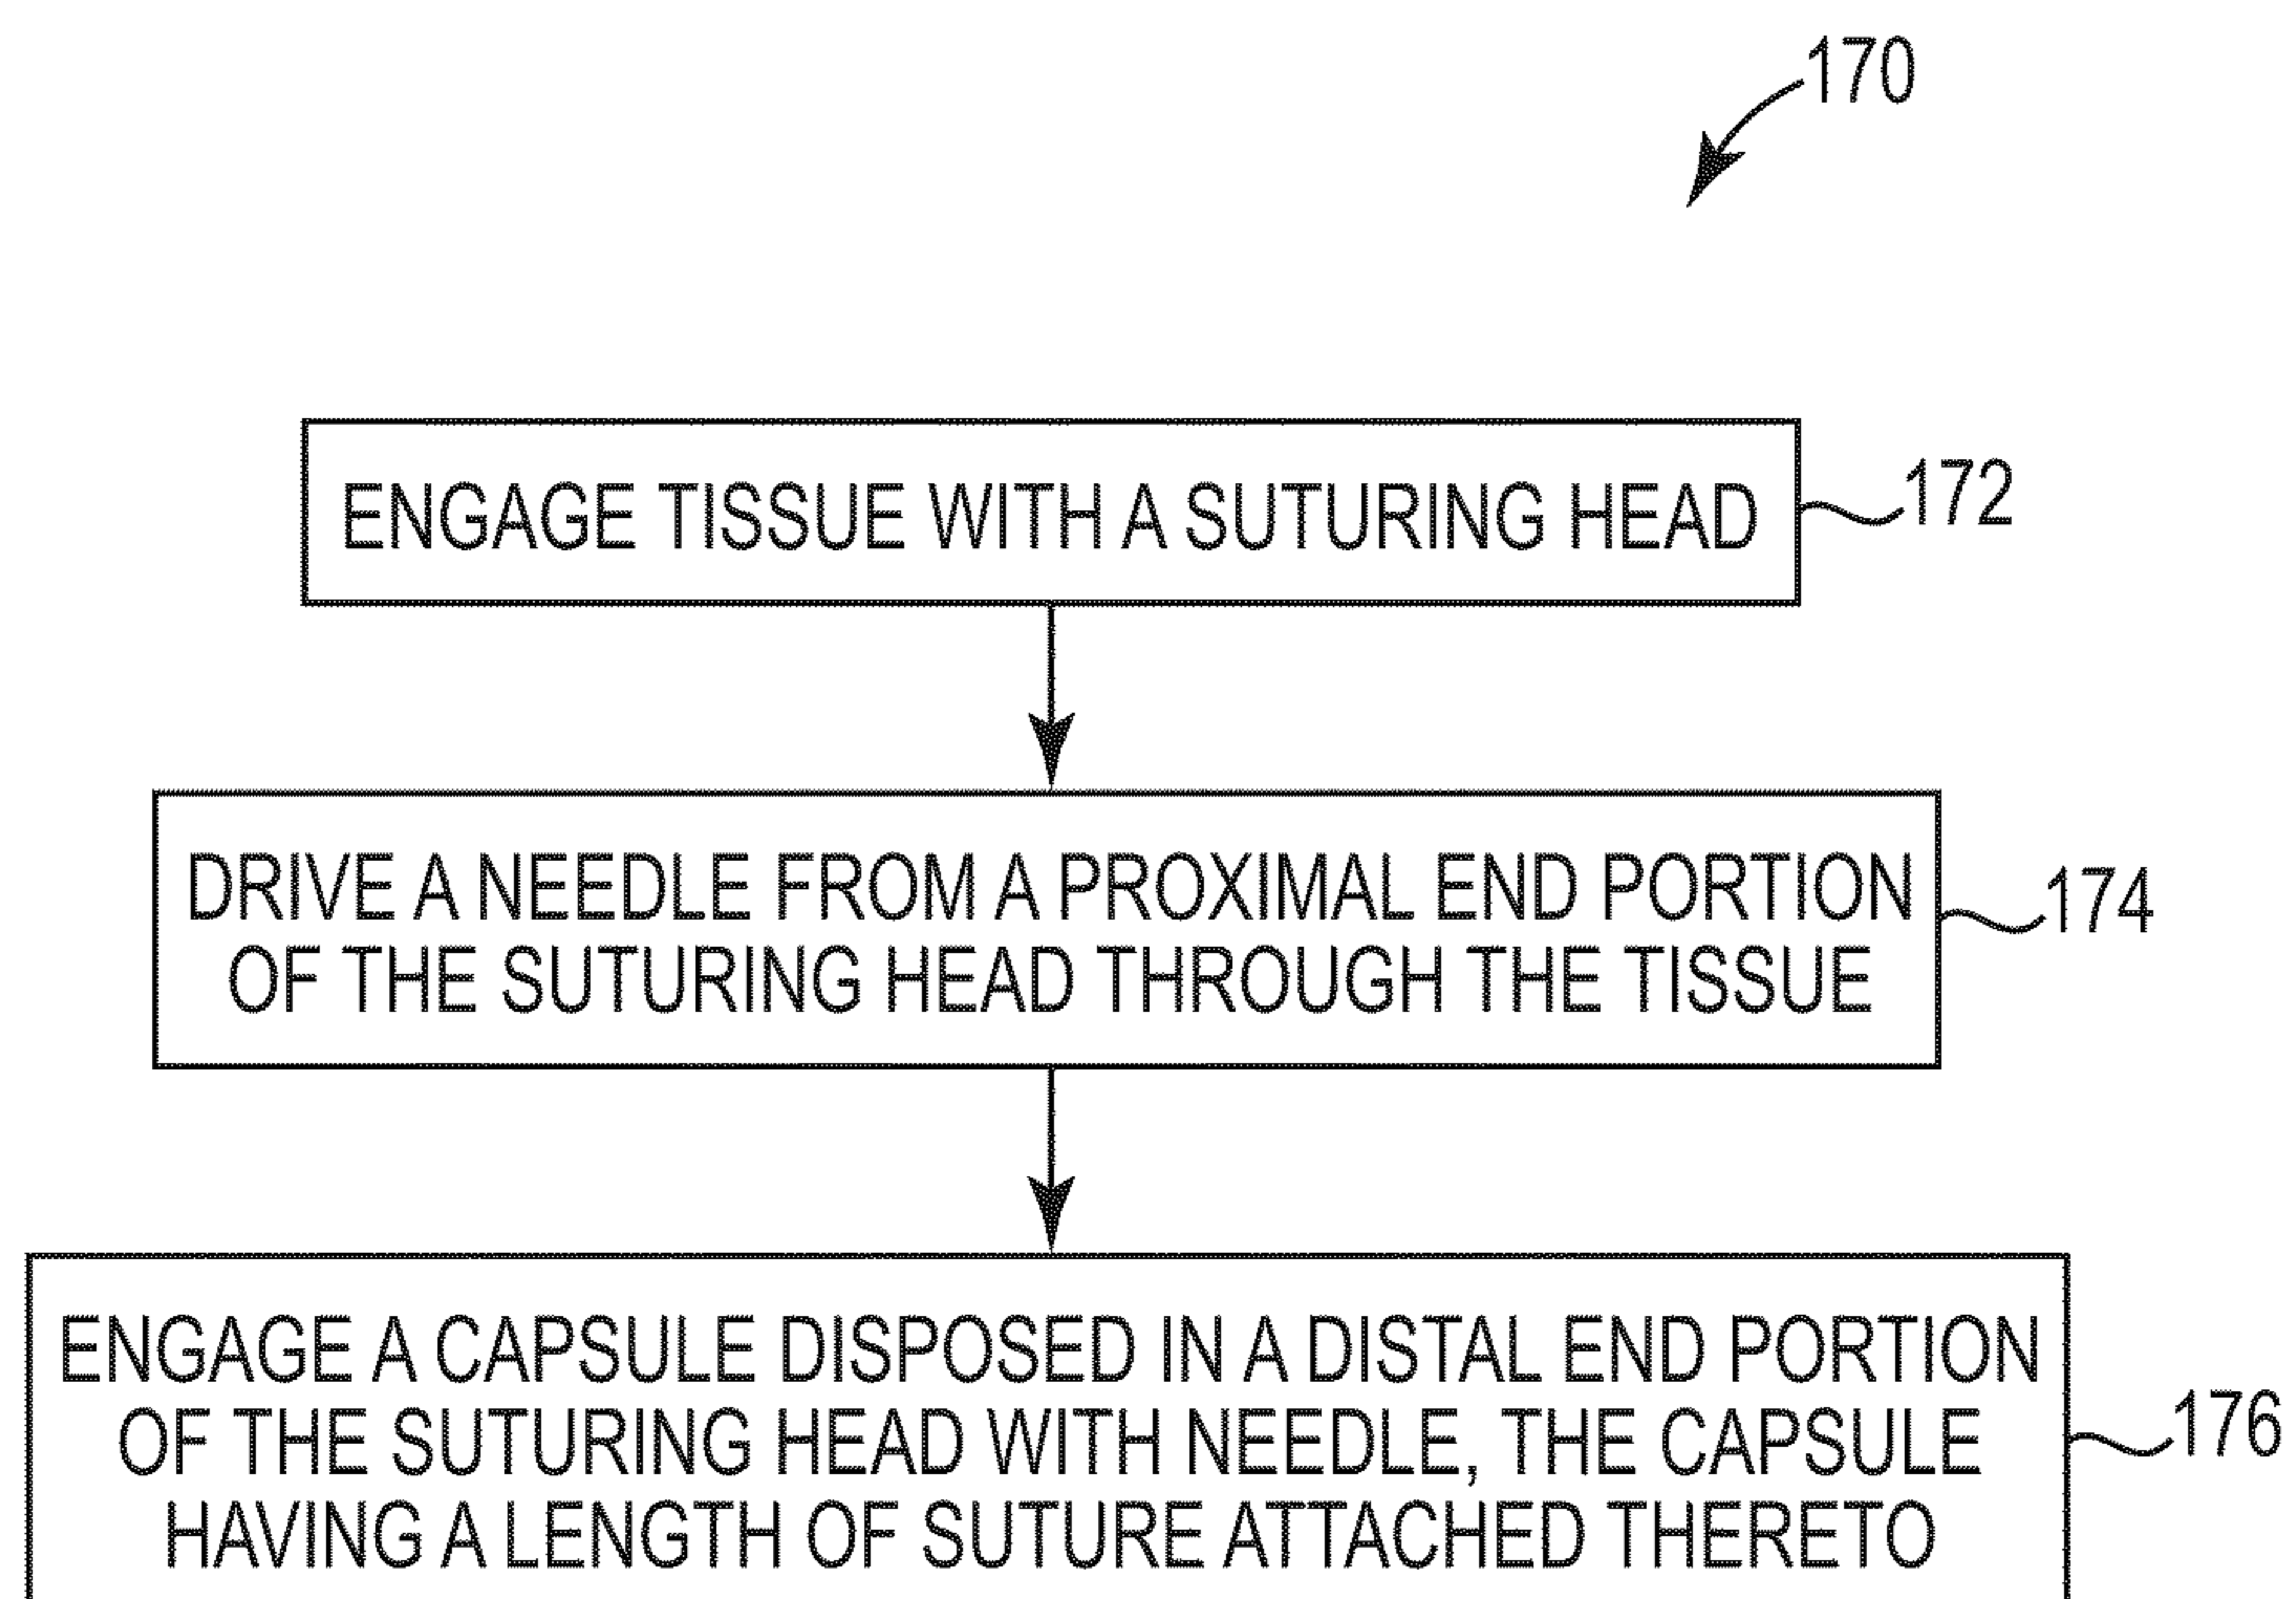 170
ENGAGE TISSUE WITH A SUTURING HEAD
172
DRIVE A NEEDLE FROM A PROXIMAL END PORTION
OF THE SUTURING HEAD THROUGH THE TISSUE
174
ENGAGE A CAPSULE DISPOSED IN A DISTAL END PORTION
OF THE SUTURING HEAD WITH NEEDLE, THE CAPSULE
HAVING A LENGTH OF SUTURE ATTACHED THERETO
176